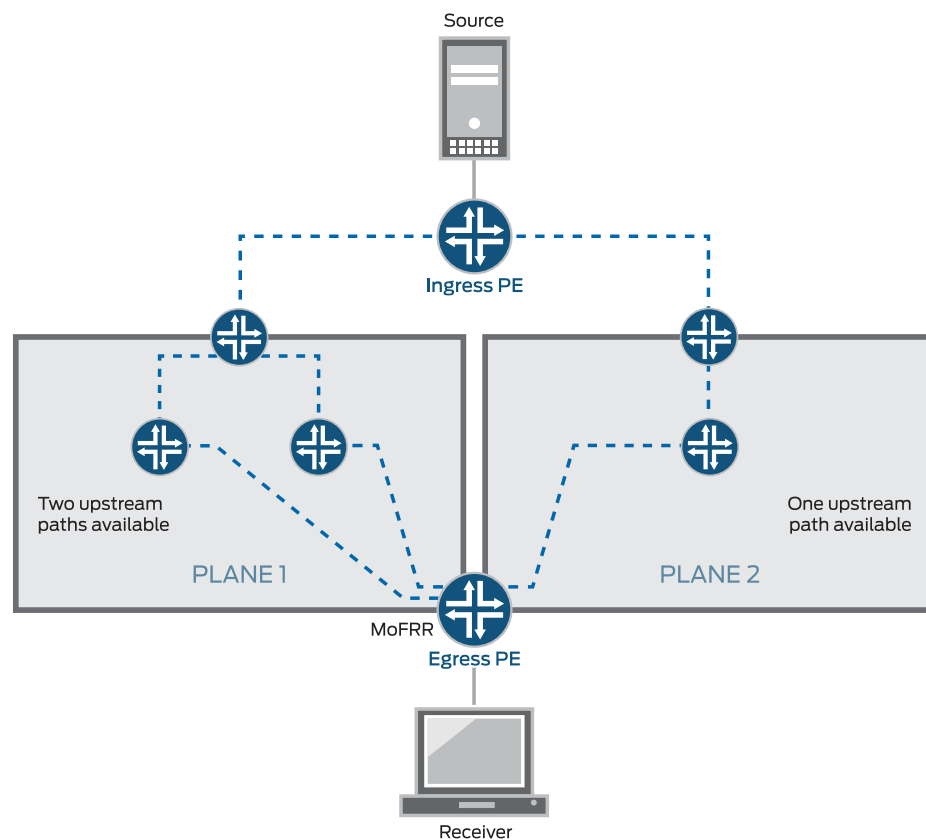 Source
Ingress PE
Two upstream
paths available
One upstream
path available
PLANE 1
PLANE 2
MoFRR
Egress PE
Receiver